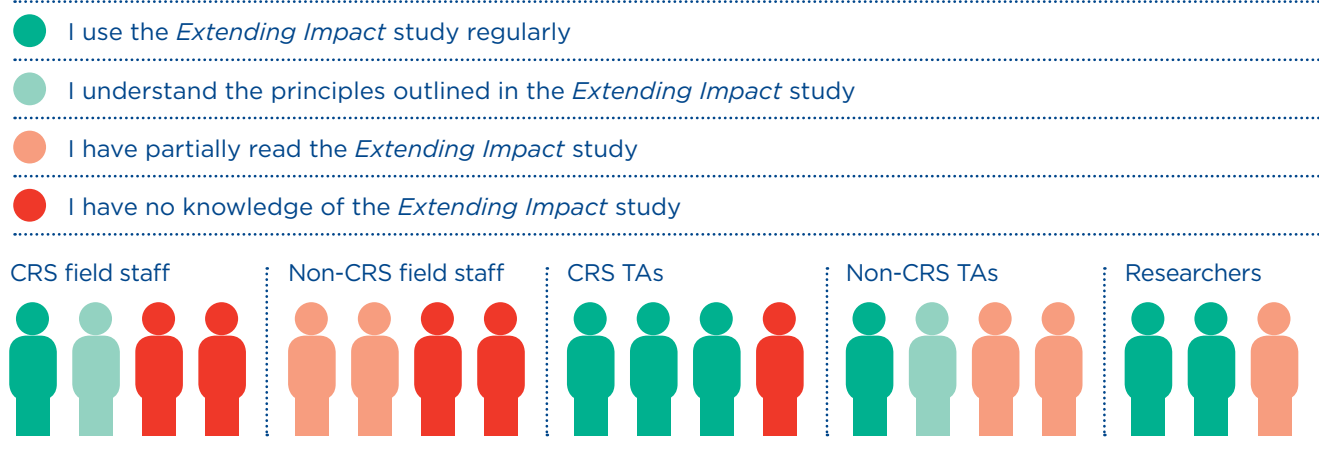 I use the Extending Impact study regularly
I understand the principles outlined in the Extending Impact study
I have partially read the Extending Impact study
I have no knowledge of the Extending Impact study
CRS field staff
Non-CRS field staff
CRS TAs
Non-CRS TAs
Researchers